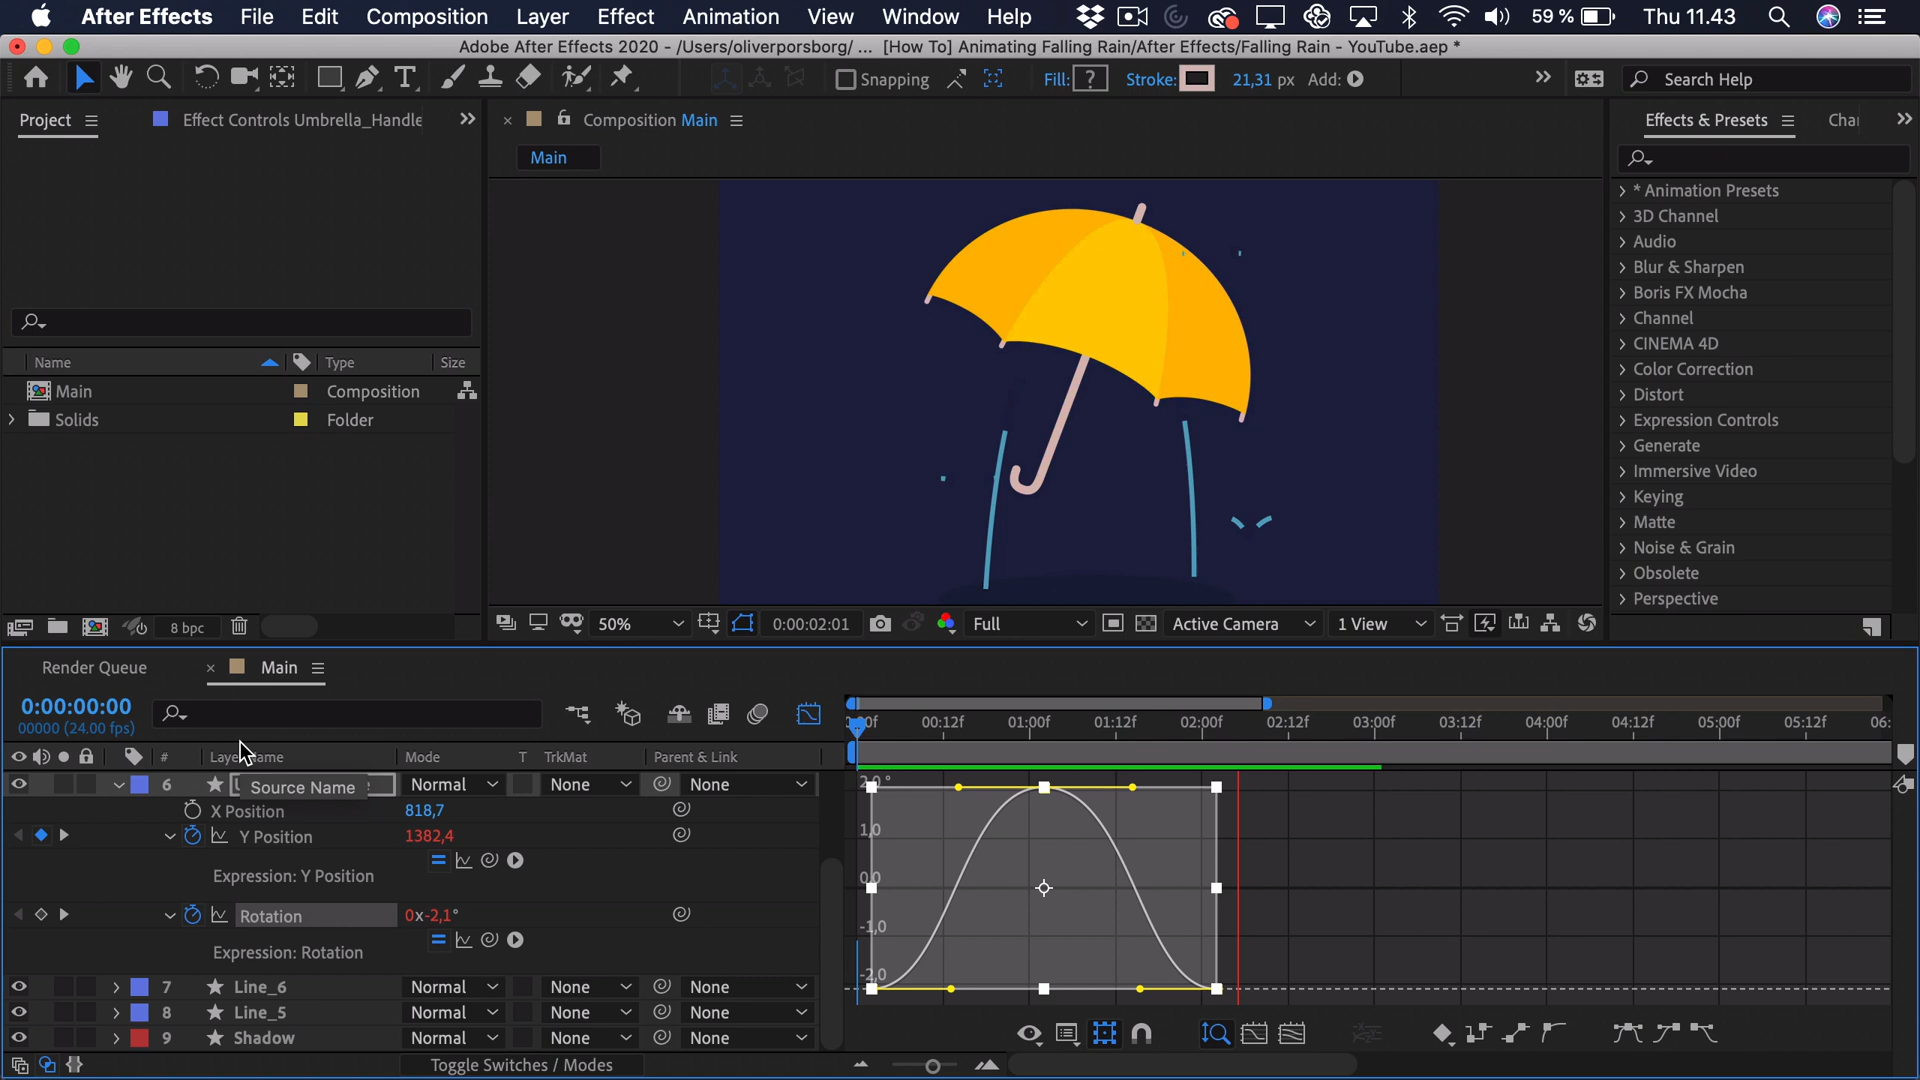 After Effects File Edit Composition Layer Effect Animation View Window Help 59 % Thu 11.43
Adobe After Effects 2020 - /Users/oliverporsborg/ ... [How To] Animating Falling Rain/After Effects/Falling Rain - YouTube.aep *
Snapping Fill: ? Stroke: 21,31 px Add: Search Help
Project Effect Controls Umbrella_Handle Composition Main Effects & Presets Cha
Main
* Animation Presets
3D Channel
Audio
Blur & Sharpen
Boris FX Mocha
Channel
CINEMA 4D
Color Correction
Distort
Expression Controls
Generate
Immersive Video
Keying
Matte
Noise & Grain
Obsolete
Perspective
Name Type Size
Main Composition
Solids Folder
8 bpc 50% 0:00:02:01 Full Active Camera 1 View
Render Queue Main
0:00:00:00
00000 (24.00 fps)
00f 00:12f 01:00f 01:12f 02:00f 02:12f 03:00f 03:12f 04:00f 04:12f 05:00f 05:12f 06:
# Layer Name Mode T TrkMat Parent & Link
6 Source Name Normal None None
X Position 818,7
Y Position 1382,4
Expression: Y Position
Rotation 0x-2,1°
Expression: Rotation
7 Line_6 Normal None None
8 Line_5 Normal None None
9 Shadow Normal None None
2,0 °
1,0
0,0
-1,0
-2,0
Toggle Switches / Modes